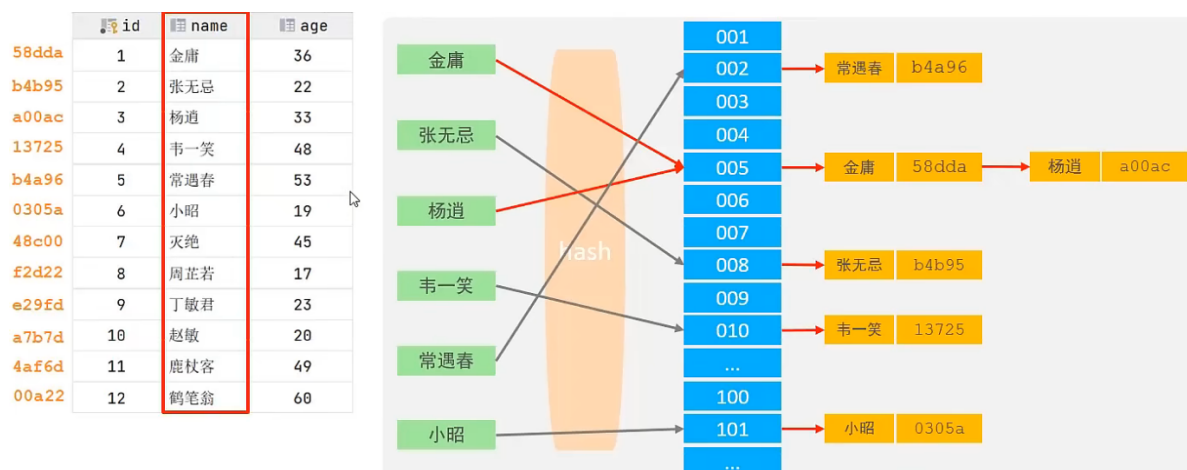 id name age
58dda 1 金庸 36
b4b95 2 张无忌 22
a00ac 3 杨逍 33
13725 4 韦一笑 48
b4a96 5 常遇春 53
0305a 6 小昭 19
48c00 7 灭绝 45
f2d22 8 周芷若 17
e29fd 9 丁敏君 23
a7b7d 10 赵敏 20
4af6d 11 鹿杖客 49
00a22 12 鹤笔翁 60
金庸
张无忌
杨逍
韦一笑
常遇春
小昭
hash
001
002 常遇春 b4a96
003
004
005 金庸 58dda 杨逍 a00ac
006
007
008 张无忌 b4b95
009
010 韦一笑 13725
...
100
101 小昭 0305a
...